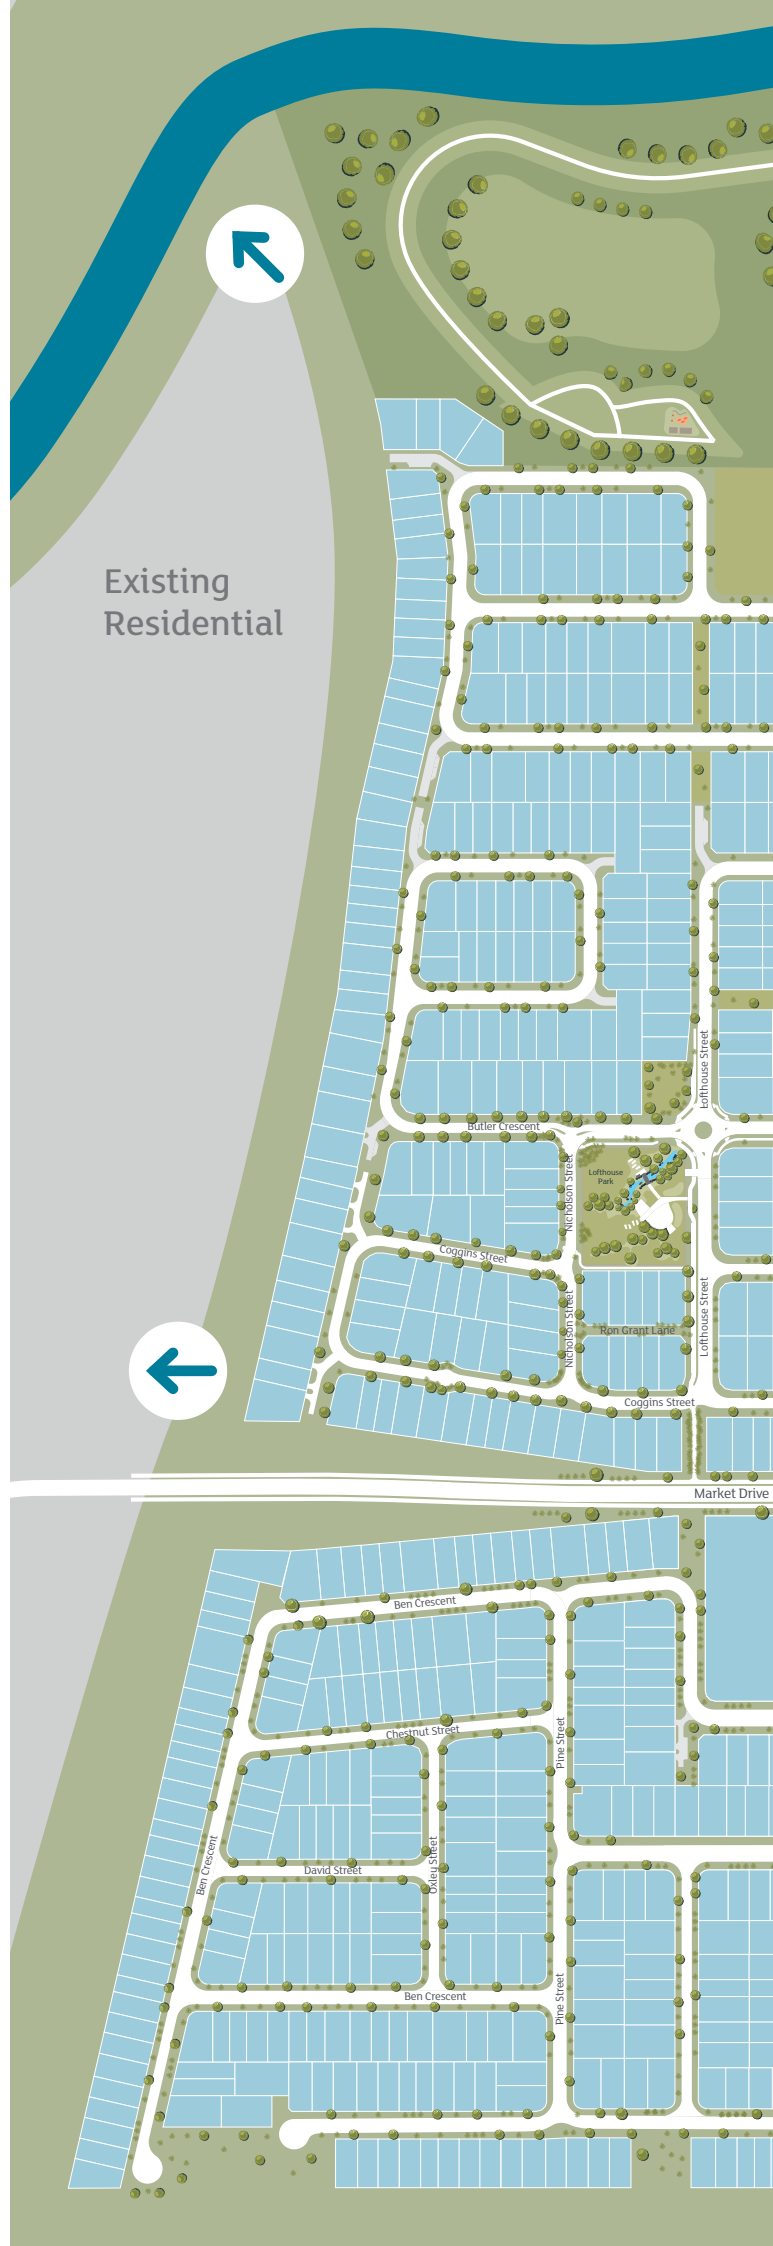 Existing
Residential
Lofthouse Street
Butler Crescent
Nicholson Street
Lofthouse
Park
Coggins Street
Nicholson Street
Lofthouse Street
Ron Grant Lane
Coggins Street
Market Drive
Ben Crescent
Chestnut Street
Pine Street
Ben Crescent
David Street
Oxley Street
Ben Crescent
Pine Street